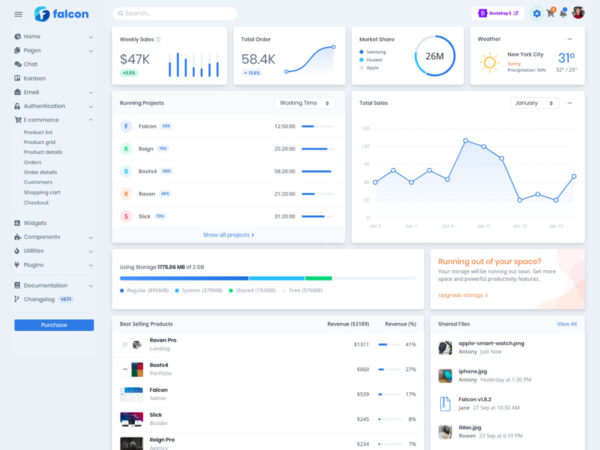 falcon
Search...
Bootstrap 5
Home
Pages
Chat
Kanban
Email
Authentication
E commerce
Product list
Product grid
Product details
Orders
Order details
Customers
Shopping cart
Checkout
Widgets
Components
Utilities
Plugins
Documentation
Changelog
Purchase
Weekly Sales
$47K
Total Order
58.4K
Market Share
Samsung
Huawei
Apple
26M
Weather
New York City
Sunny
Precipitation: 50%
31°
32° / 25°
Running Projects
Working Time
F Falcon 38% 12:50:00
R Reign 79% 25:20:00
R Boots4 90% 58:20:00
R Raven 40% 21:20:00
S Slick 70% 31:20:00
Show all projects >
Total Sales
January
150
120
90
60
30
0
Jan 5
Jan 7
Jan 9
Jan 11
Jan 13
Jan 15
Using Storage 1775.06 MB of 2 GB
Regular (895MB)
System (379MB)
Shared (192MB)
Free (576MB)
Running out of your space?
Your storage will be running out soon. Get more
space and powerful productivity features.
Upgrade storage >
Best Selling Products Revenue ($3189) Revenue (%)
Raven Pro
Landing
$1311 41%
Boots4
Portfolio
$860 27%
Falcon
Admin
$539 17%
Slick
Builder
$245 8%
Reign Pro
Agency
$234 7%
Shared Files
View All
apple-smart-watch.png
Antony Just Now
iphone.jpg
Antony Yesterday at 1:30 PM
Falcon v1.8.2
Jane 27 Sep at 10:30 AM
iMac.jpg
Rowen 23 Sep at 6:10 PM